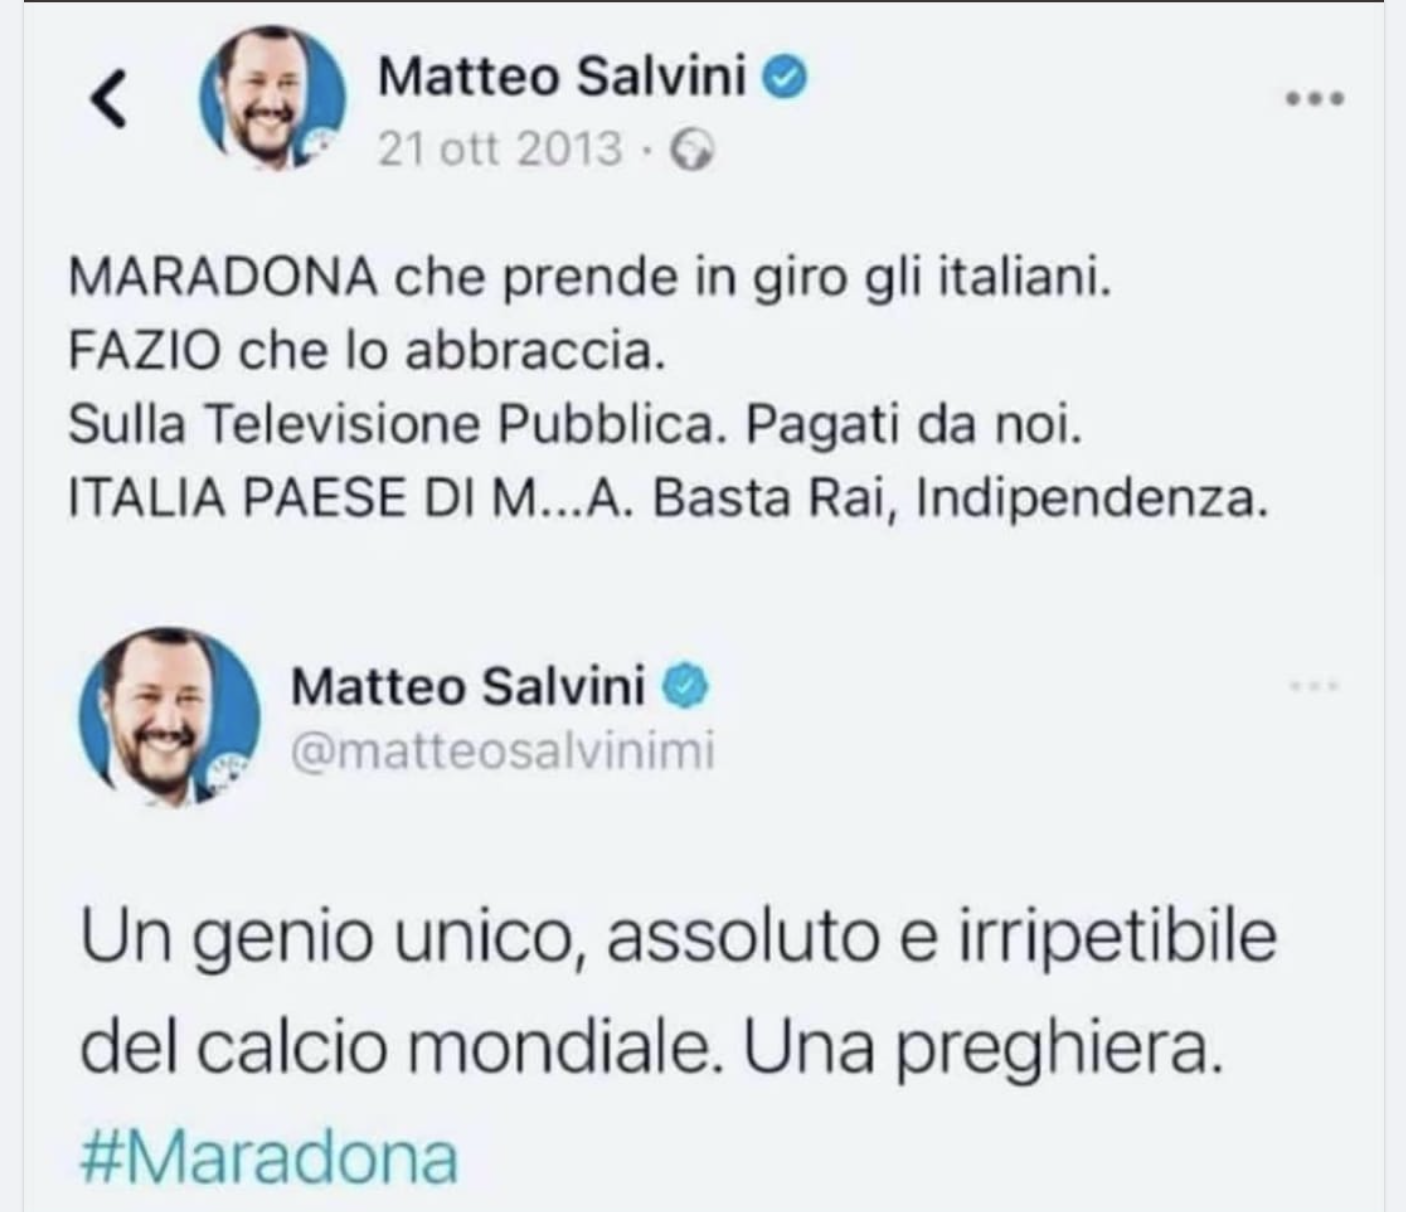 Matteo Salvini
21 ott 2013 ·
MARADONA che prende in giro gli italiani.
FAZIO che lo abbraccia.
Sulla Televisione Pubblica. Pagati da noi.
ITALIA PAESE DI M...A. Basta Rai, Indipendenza.
Matteo Salvini
@matteosalvinimi
Un genio unico, assoluto e irripetibile
del calcio mondiale. Una preghiera.
#Maradona